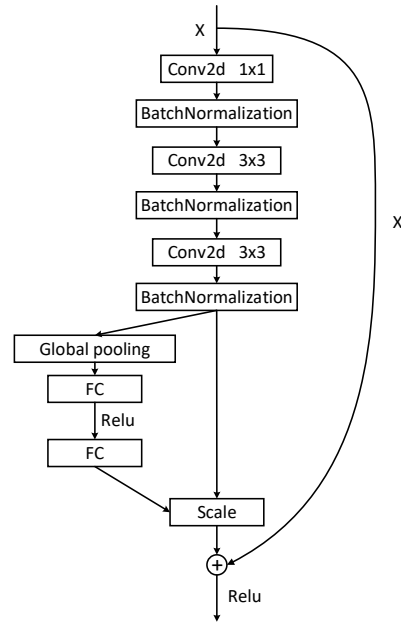 X
Conv2d 1x1
BatchNormalization
Conv2d 3x3
BatchNormalization
X
Conv2d 3x3
BatchNormalization
Global pooling
FC
Relu
FC
Scale
+
Relu